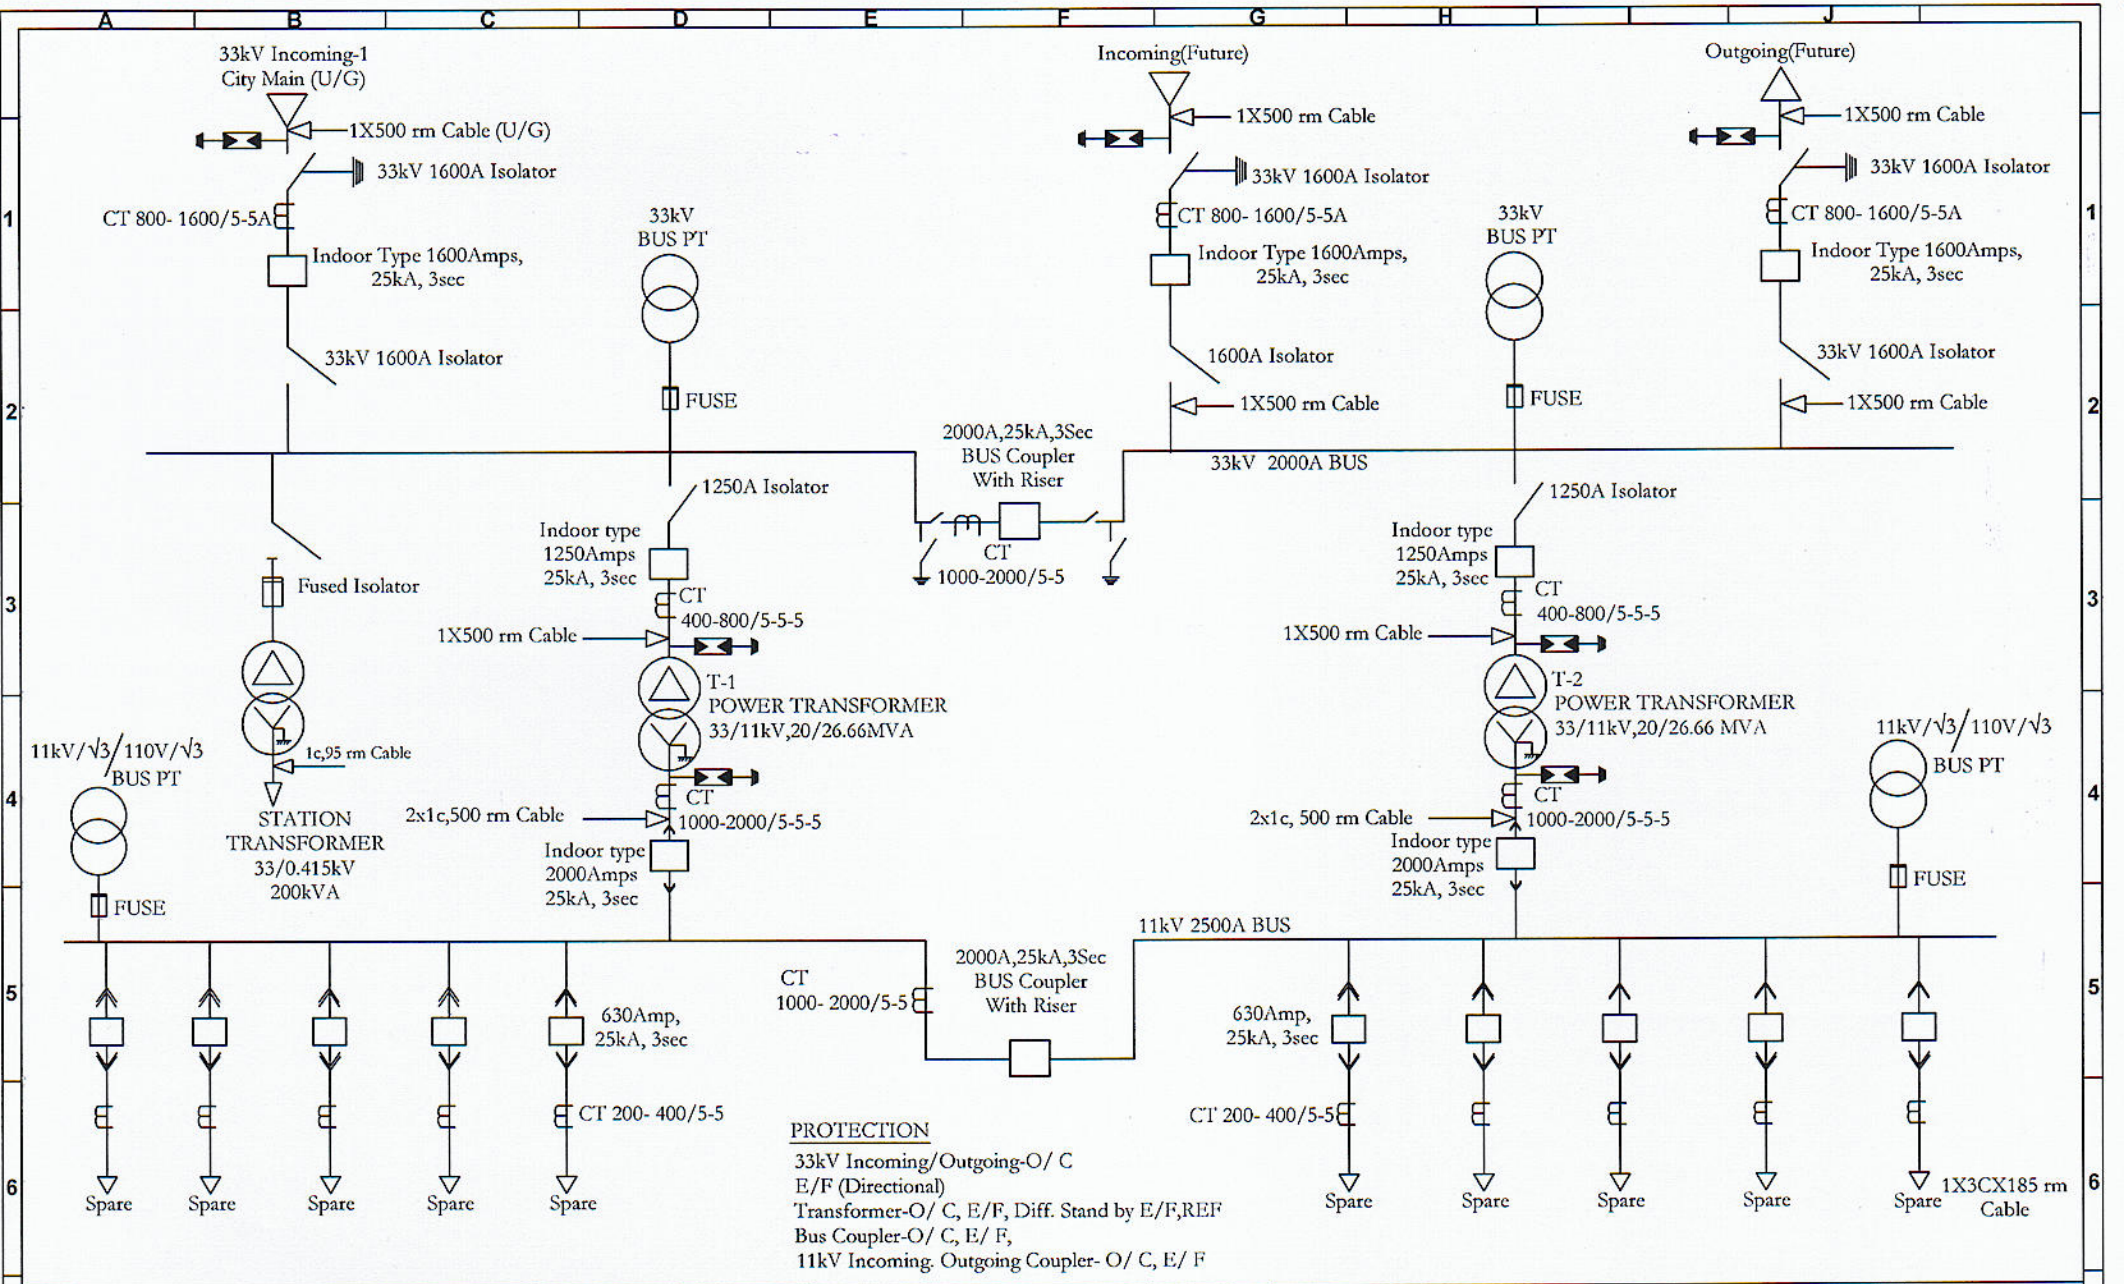 A B C D E F G H J
33kV Incoming-1
City Main (U/G)
Incoming(Future)
Outgoing(Future)
1X500 rm Cable (U/G)
1X500 rm Cable
1X500 rm Cable
33kV 1600A Isolator
33kV 1600A Isolator
33kV 1600A Isolator
1
CT 800- 1600/5-5A
33kV
BUS PT
CT 800- 1600/5-5A
33kV
BUS PT
CT 800- 1600/5-5A
1
Indoor Type 1600Amps,
25kA, 3sec
Indoor Type 1600Amps,
25kA, 3sec
Indoor Type 1600Amps,
25kA, 3sec
33kV 1600A Isolator
1600A Isolator
33kV 1600A Isolator
2
FUSE
1X500 rm Cable
FUSE
1X500 rm Cable
2
2000A,25kA,3Sec
BUS Coupler
With Riser
33kV 2000A BUS
1250A Isolator
1250A Isolator
Indoor type
1250Amps
25kA, 3sec
CT
1000-2000/5-5
Indoor type
1250Amps
25kA, 3sec
3
Fused Isolator
CT
400-800/5-5-5
CT
400-800/5-5-5
3
1X500 rm Cable
1X500 rm Cable
T-1
POWER TRANSFORMER
33/11kV,20/26.66MVA
T-2
POWER TRANSFORMER
33/11kV,20/26.66 MVA
11kV/√3/110V/√3
BUS PT
1c,95 rm Cable
11kV/√3/110V/√3
BUS PT
4
STATION
TRANSFORMER
33/0.415kV
200kVA
2x1c,500 rm Cable
CT
1000-2000/5-5-5
2x1c, 500 rm Cable
CT
1000-2000/5-5-5
4
Indoor type
2000Amps
25kA, 3sec
Indoor type
2000Amps
25kA, 3sec
FUSE
FUSE
11kV 2500A BUS
5
630Amp,
25kA, 3sec
CT
1000- 2000/5-5
2000A,25kA,3Sec
BUS Coupler
With Riser
630Amp,
25kA, 3sec
5
CT 200- 400/5-5
CT 200- 400/5-5
6
Spare Spare Spare Spare Spare
Spare Spare Spare Spare Spare
1X3CX185 rm
Cable
6
PROTECTION
33kV Incoming/Outgoing-O/ C
E/F (Directional)
Transformer-O/ C, E/F, Diff. Stand by E/F,REF
Bus Coupler-O/ C, E/ F,
11kV Incoming. Outgoing Coupler- O/ C, E/ F